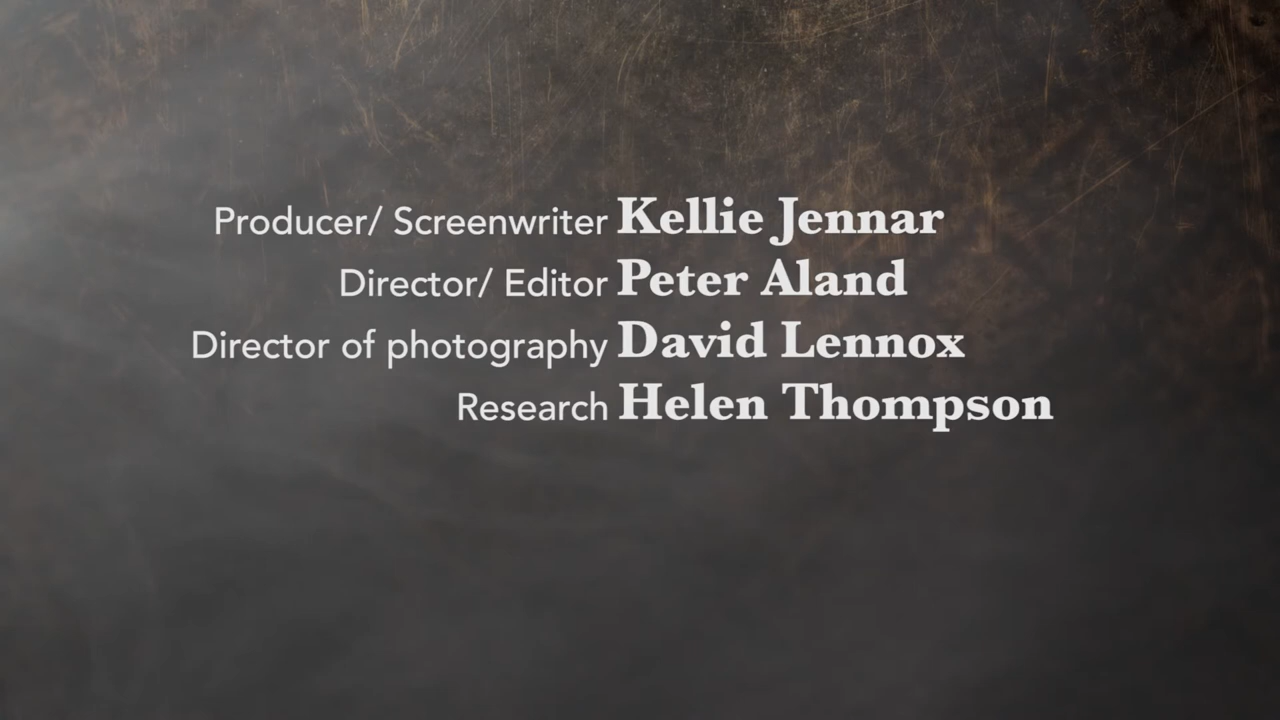 Producer/ Screenwriter Kellie Jennar
Director/ Editor Peter Aland
Director of photography David Lennox
Research Helen Thompson